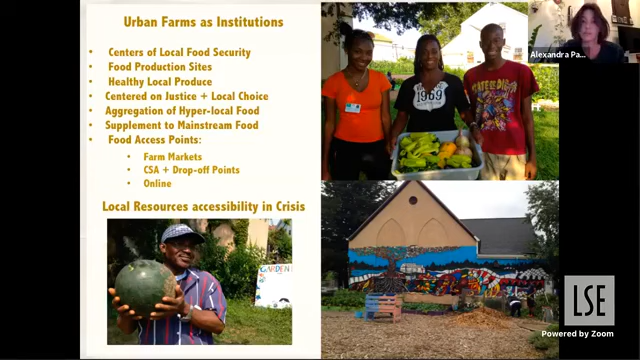 Urban Farms as Institutions
• Centers of Local Food Security
• Food Production Sites
• Healthy Local Produce
• Centered on Justice + Local Choice
• Aggregation of Hyper-local Food
• Supplement to Mainstream Food
• Food Access Points:
• Farm Markets
• CSA + Drop-off Points
• Online
Local Resources accessibility in Crisis
GARDEN
1969
Alexandra Pa...
LSE
Powered by Zoom